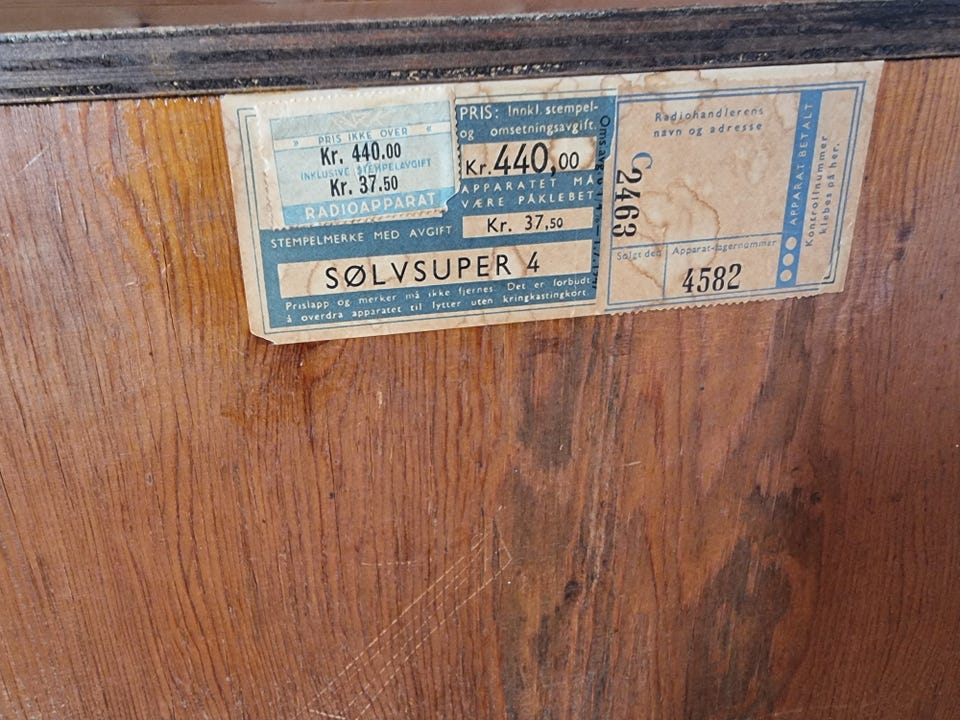 » PRIS IKKE OVER «
Kr. 440.00
INKLUSIVE STEMPELAVGIFT
Kr. 37.50
RADIOAPPARAT
STEMPELMERKE MED AVGIFT
PRIS: Innkl. stempel-
og omsetningsavgift.
Kr. 440,00
APPARATET MÅ
VÆRE PÅKLEBET
Kr. 37,50
SØLVSUPER 4
Prislapp og merker må ikke fjernes. Det er forbudt
å overdra apparatet til lytter uten kringkastingkort.
C 2463
Radiohandlerens
navn og adresse
Solgt den
Apparat-lagernummer
4582
APPARAT BETALT
Kontrollnummer
klebes på her.